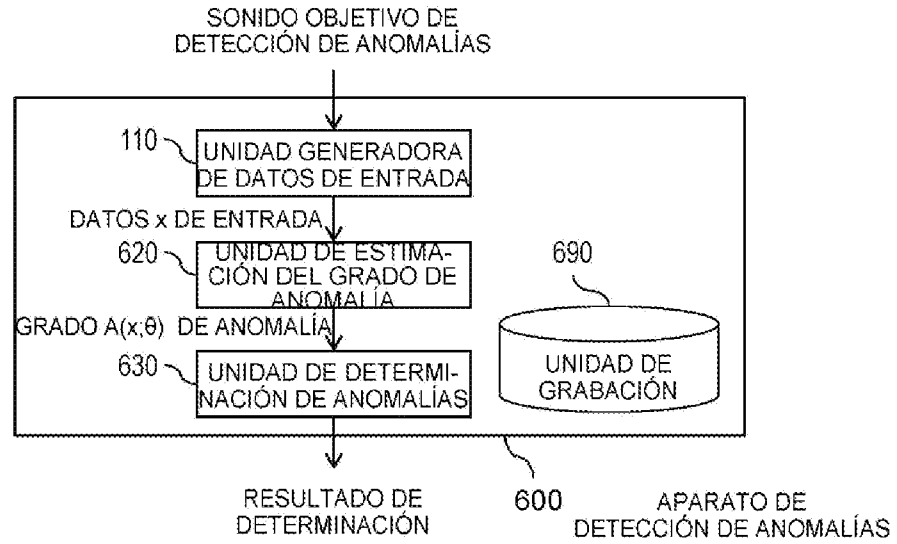 SONIDO OBJETIVO DE
DETECCIÓN DE ANOMALÍAS
110
UNIDAD GENERADORA
DE DATOS DE ENTRADA
DATOS x DE ENTRADA
620
UNIDAD DE ESTIMA-
CIÓN DEL GRADO DE
ANOMALÍA
GRADO A(x;θ) DE ANOMALÍA
630
UNIDAD DE DETERMI-
NACIÓN DE ANOMALÍAS
690
UNIDAD DE
GRABACIÓN
RESULTADO DE
DETERMINACIÓN
600
APARATO DE
DETECCIÓN DE ANOMALÍAS